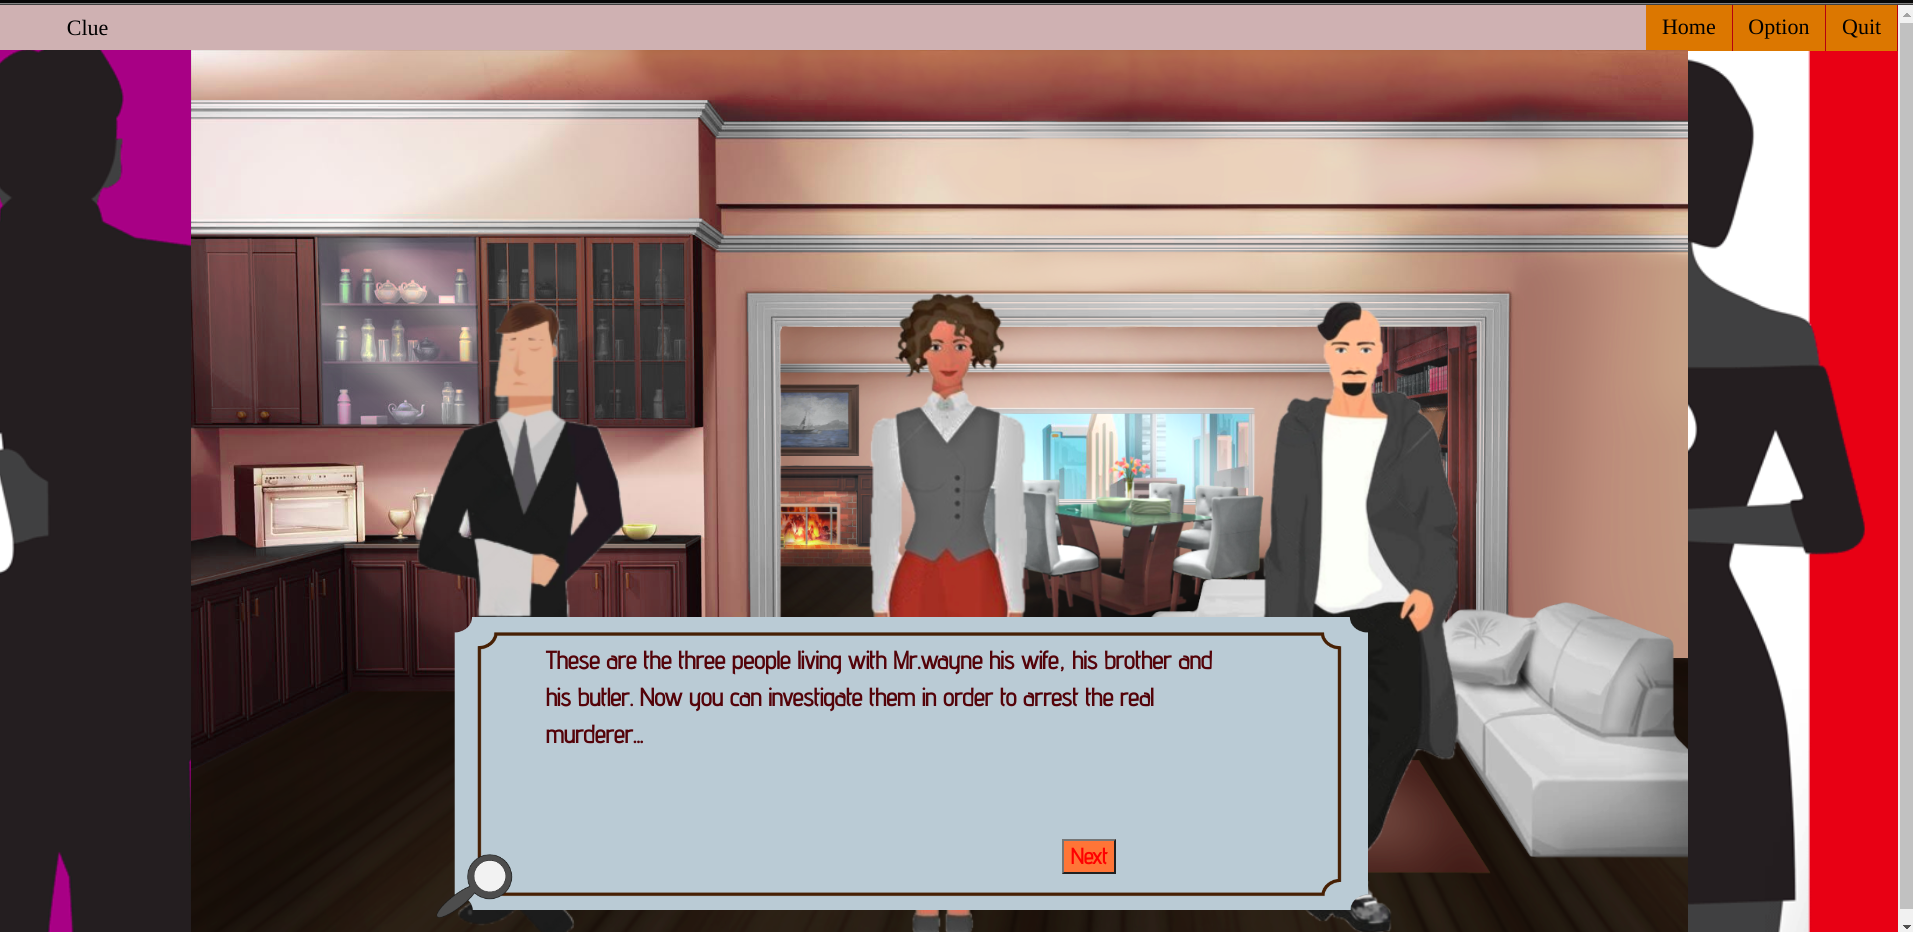 Clue
Home
Option
Quit
These are the three people living with Mr.wayne his wife, his brother and
his butler. Now you can investigate them in order to arrest the real
murderer...
Next